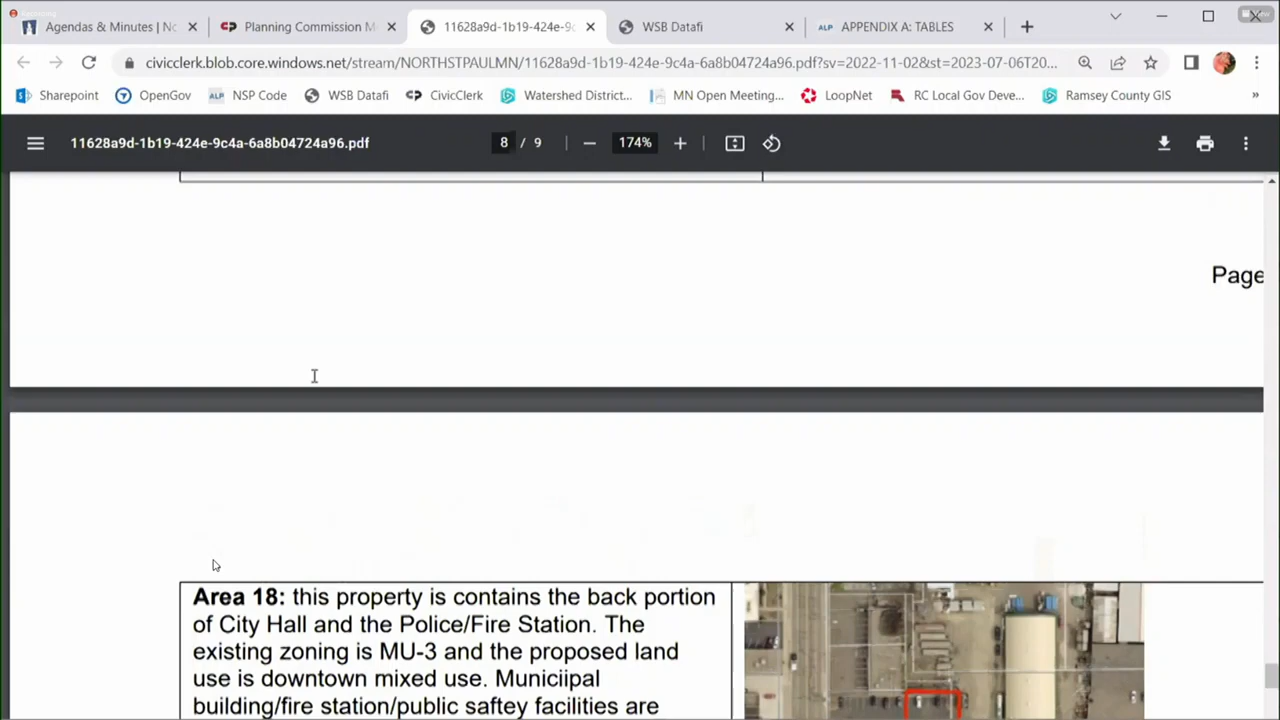 Agendas & Minutes | No
Planning Commission M
11628a9d-1b19-424e-9c
WSB Datafi
APPENDIX A: TABLES
civicclerk.blob.core.windows.net/stream/NORTHSTPAULMN/11628a9d-1b19-424e-9c4a-6a8b04724a96.pdf?sv=2022-11-02&st=2023-07-06T20...
Sharepoint
OpenGov
ALP NSP Code
WSB Datafi
CivicClerk
Watershed District...
MN Open Meeting...
LoopNet
RC Local Gov Deve...
Ramsey County GIS
»
11628a9d-1b19-424e-9c4a-6a8b04724a96.pdf
8 / 9
174%
Page
Area 18: this property is contains the back portion
of City Hall and the Police/Fire Station. The
existing zoning is MU-3 and the proposed land
use is downtown mixed use. Municiipal
building/fire station/public saftey facilities are